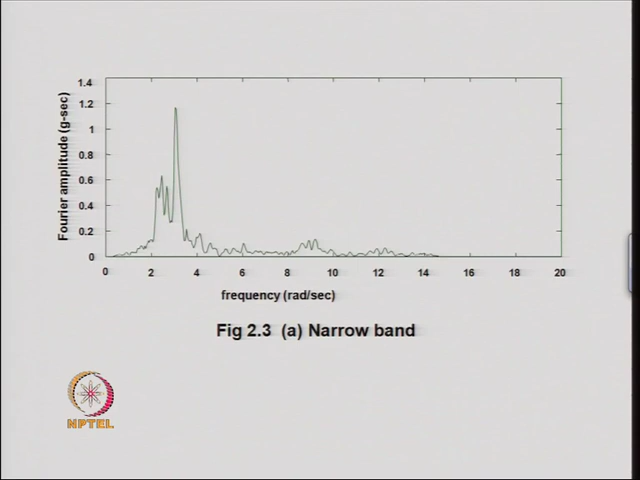 1.4
1.2
1
0.8
0.6
0.4
0.2
0
Fourier amplitude (g-sec)
0 2 4 6 8 10 12 14 16 18 20
frequency (rad/sec)
Fig 2.3 (a) Narrow band
NPTEL